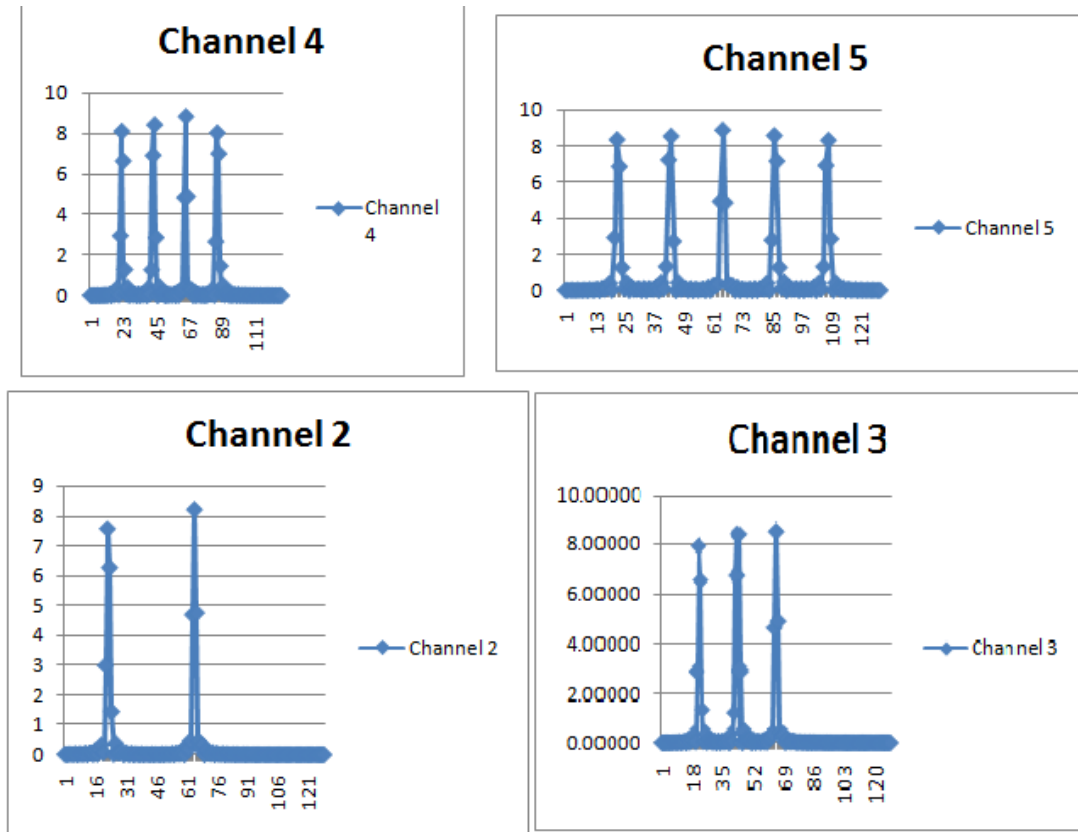 Channel 4
10
8
6
4
2
0
1 23 45 67 89 111
Channel
4
Channel 5
10
8
6
4
2
0
1 13 25 37 49 61 73 85 97 109 121
Channel 5
Channel 2
9
8
7
6
5
4
3
2
1
0
1 16 31 46 61 76 91 106 121
Channel 2
Channel 3
10.00000
8.00000
6.00000
4.00000
2.00000
0.00000
1 18 35 52 69 86 103 120
Channel 3